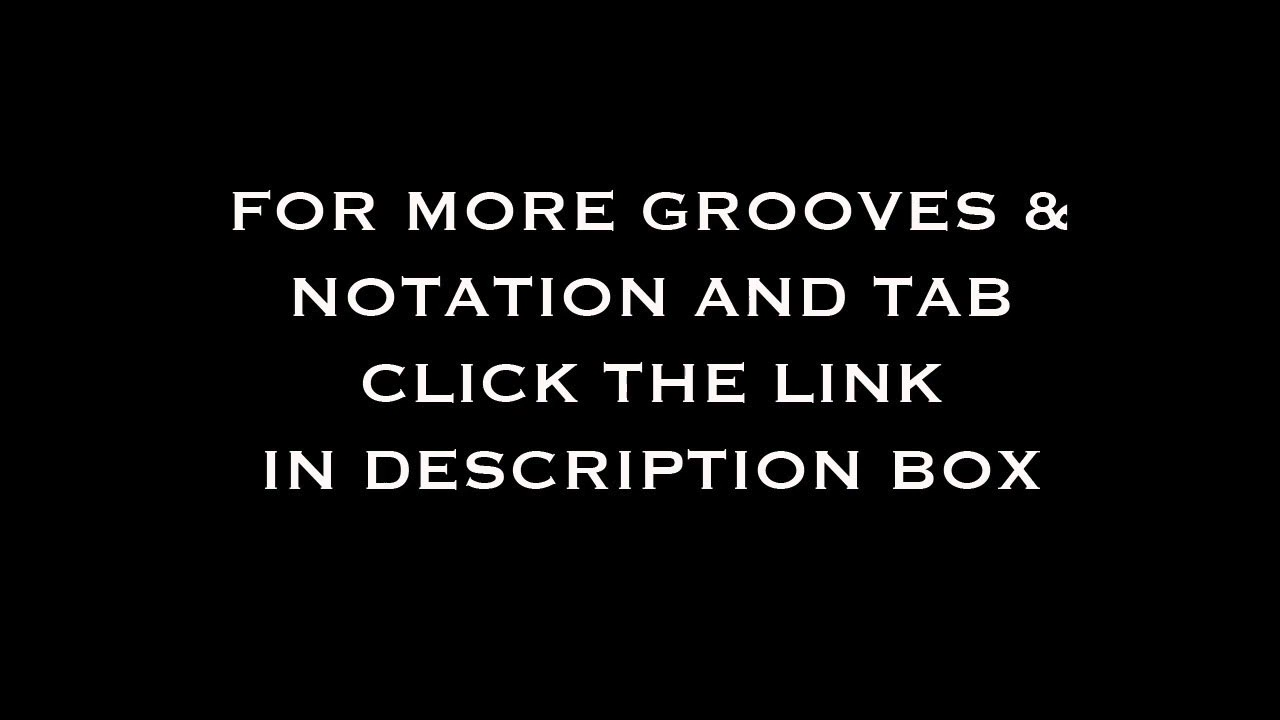 FOR MORE GROOVES &
NOTATION AND TAB
CLICK THE LINK
IN DESCRIPTION BOX